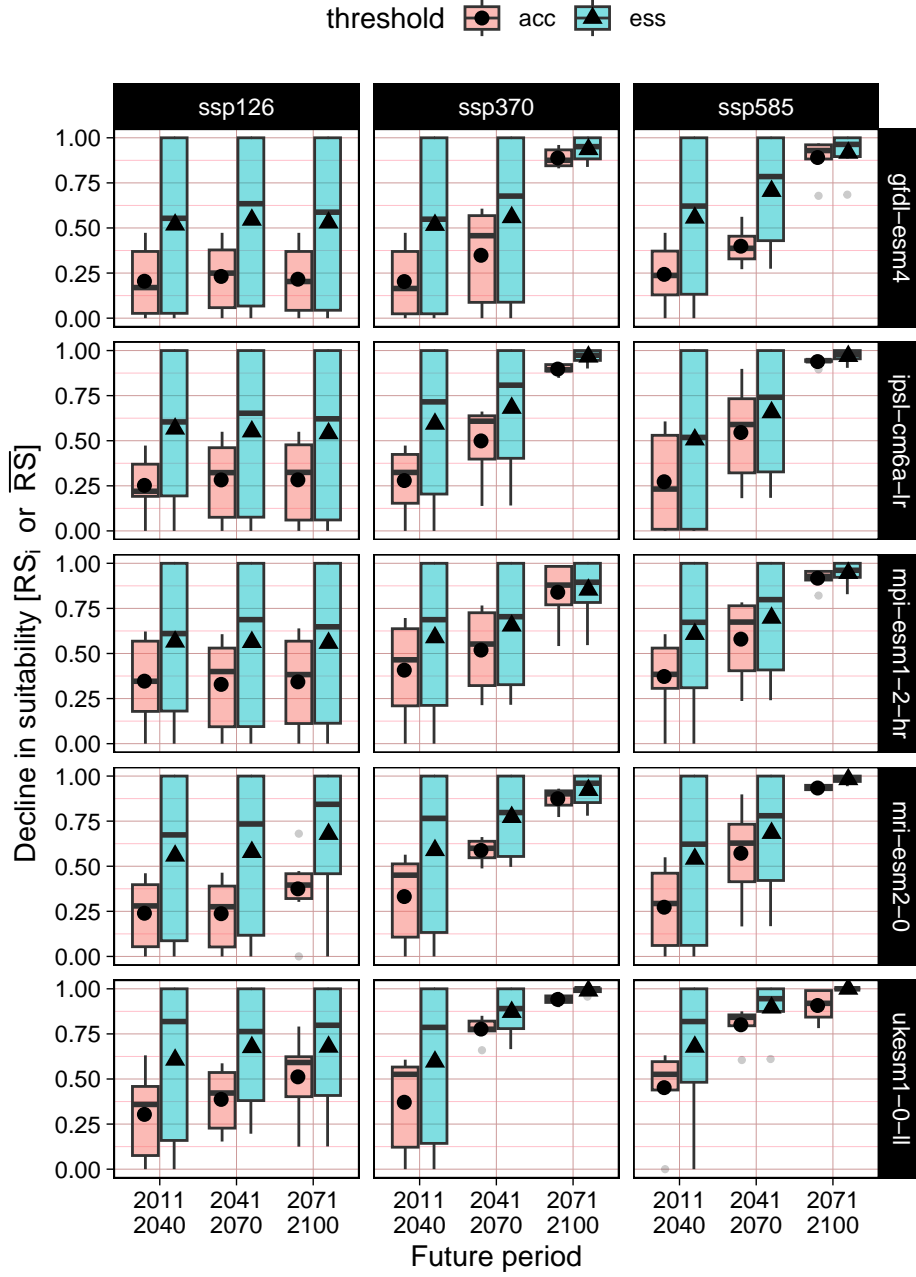 threshold acc ess
ssp126 ssp370 ssp585
Decline in suitability [RSi or RS]
1.00
0.75
0.50
0.25
0.00
gfdl−esm4
1.00
0.75
0.50
0.25
0.00
ipsl−cm6a−lr
1.00
0.75
0.50
0.25
0.00
mpi−esm1−2−hr
1.00
0.75
0.50
0.25
0.00
mri−esm2−0
1.00
0.75
0.50
0.25
0.00
ukesm1−0−ll
2011 2041 2071 2011 2041 2071 2011 2041 2071
2040 2070 2100 2040 2070 2100 2040 2070 2100
Future period